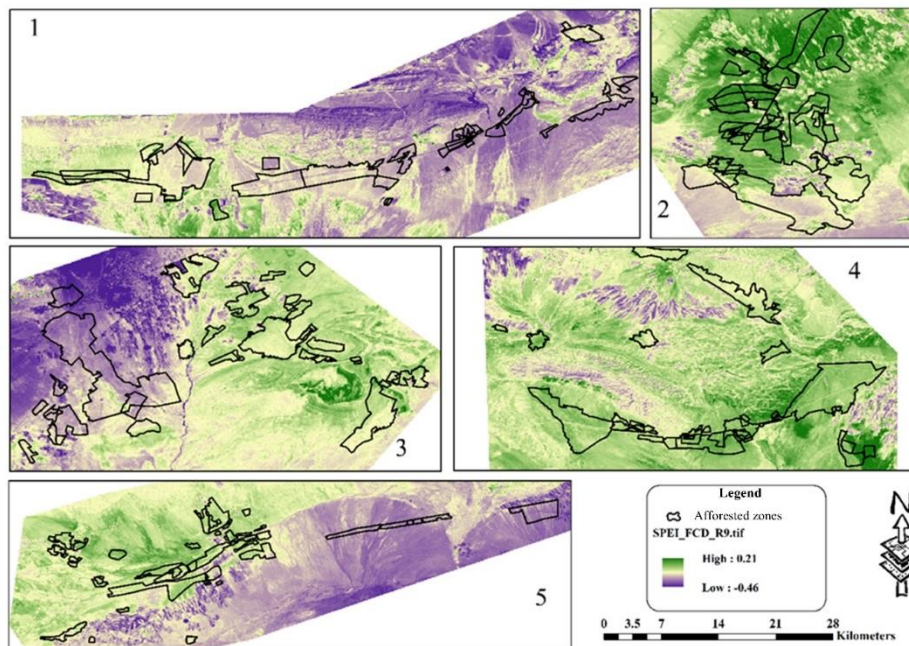 1
2
3
4
5
Legend
Afforested zones
SPEI_FCD_R9.tif
High : 0.21
Low : -0.46
N
0 3.5 7 14 21 28
Kilometers